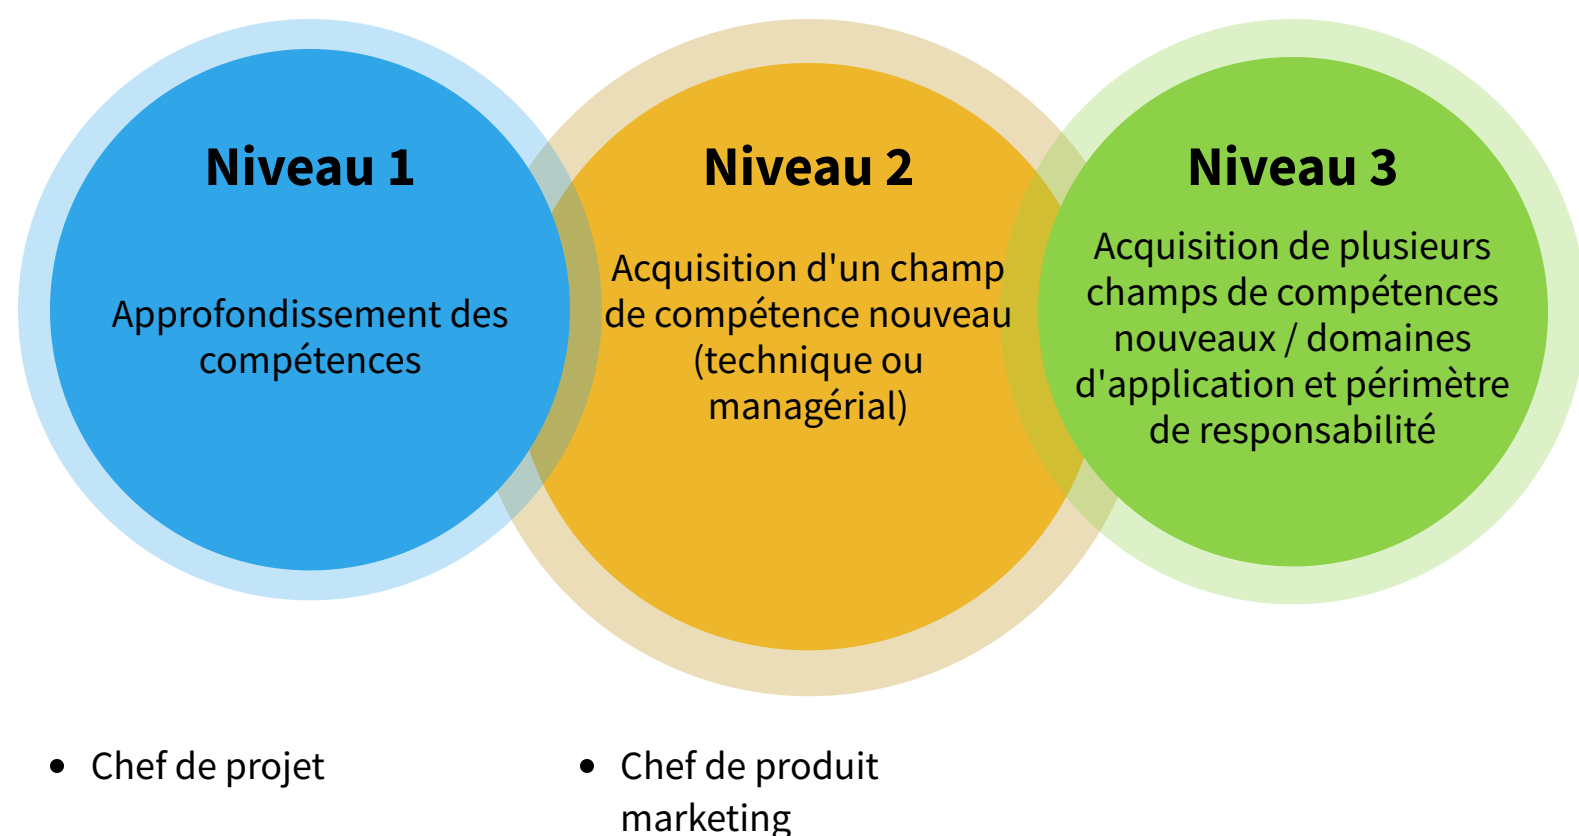 Niveau 1
Approfondissement des
compétences
Niveau 2
Acquisition d'un champ
de compétence nouveau
(technique ou
managérial)
Niveau 3
Acquisition de plusieurs
champs de compétences
nouveaux / domaines
d'application et périmètre
de responsabilité
• Chef de projet
• Chef de produit
marketing